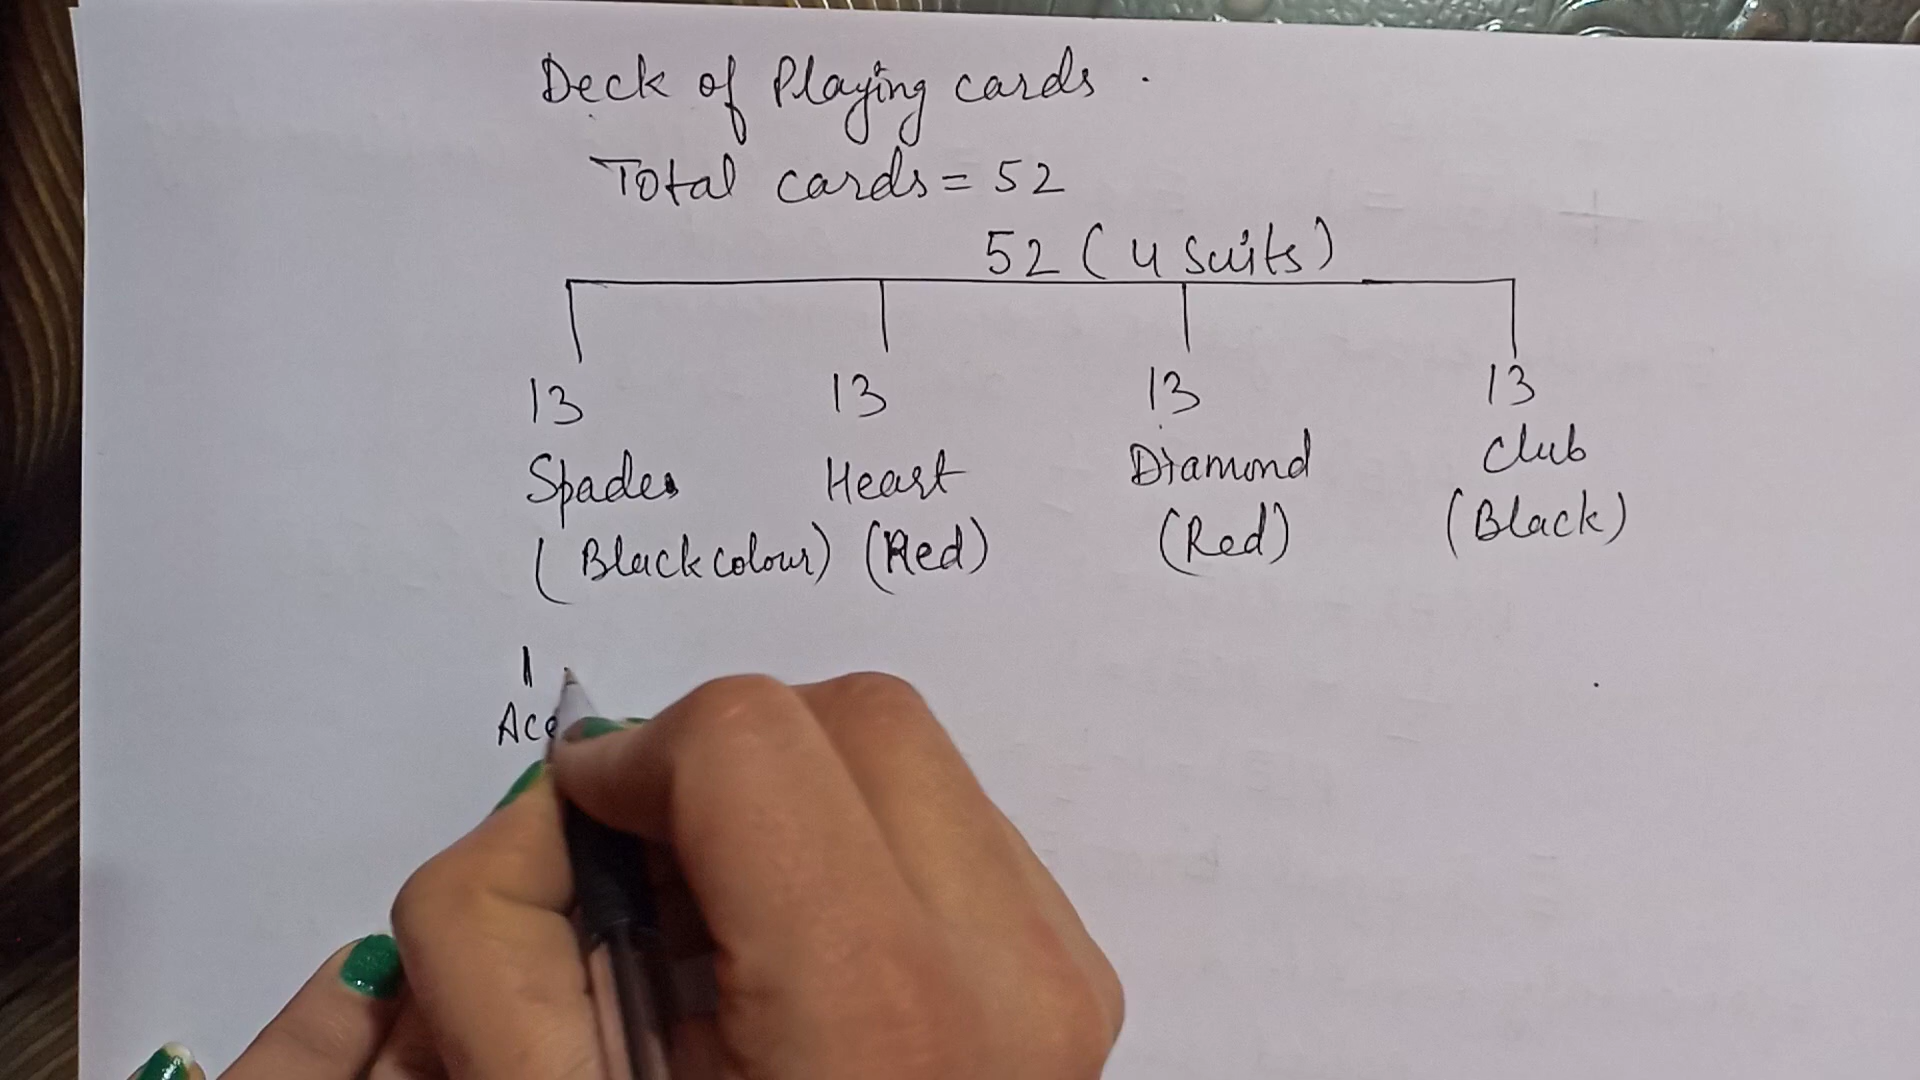 Deck of Playing cards.
Total cards = 52
52 (4 Suits)
13 13 13 13
Spades Heart Diamond Club
(Black colour) (Red) (Red) (Black)
1
Ace